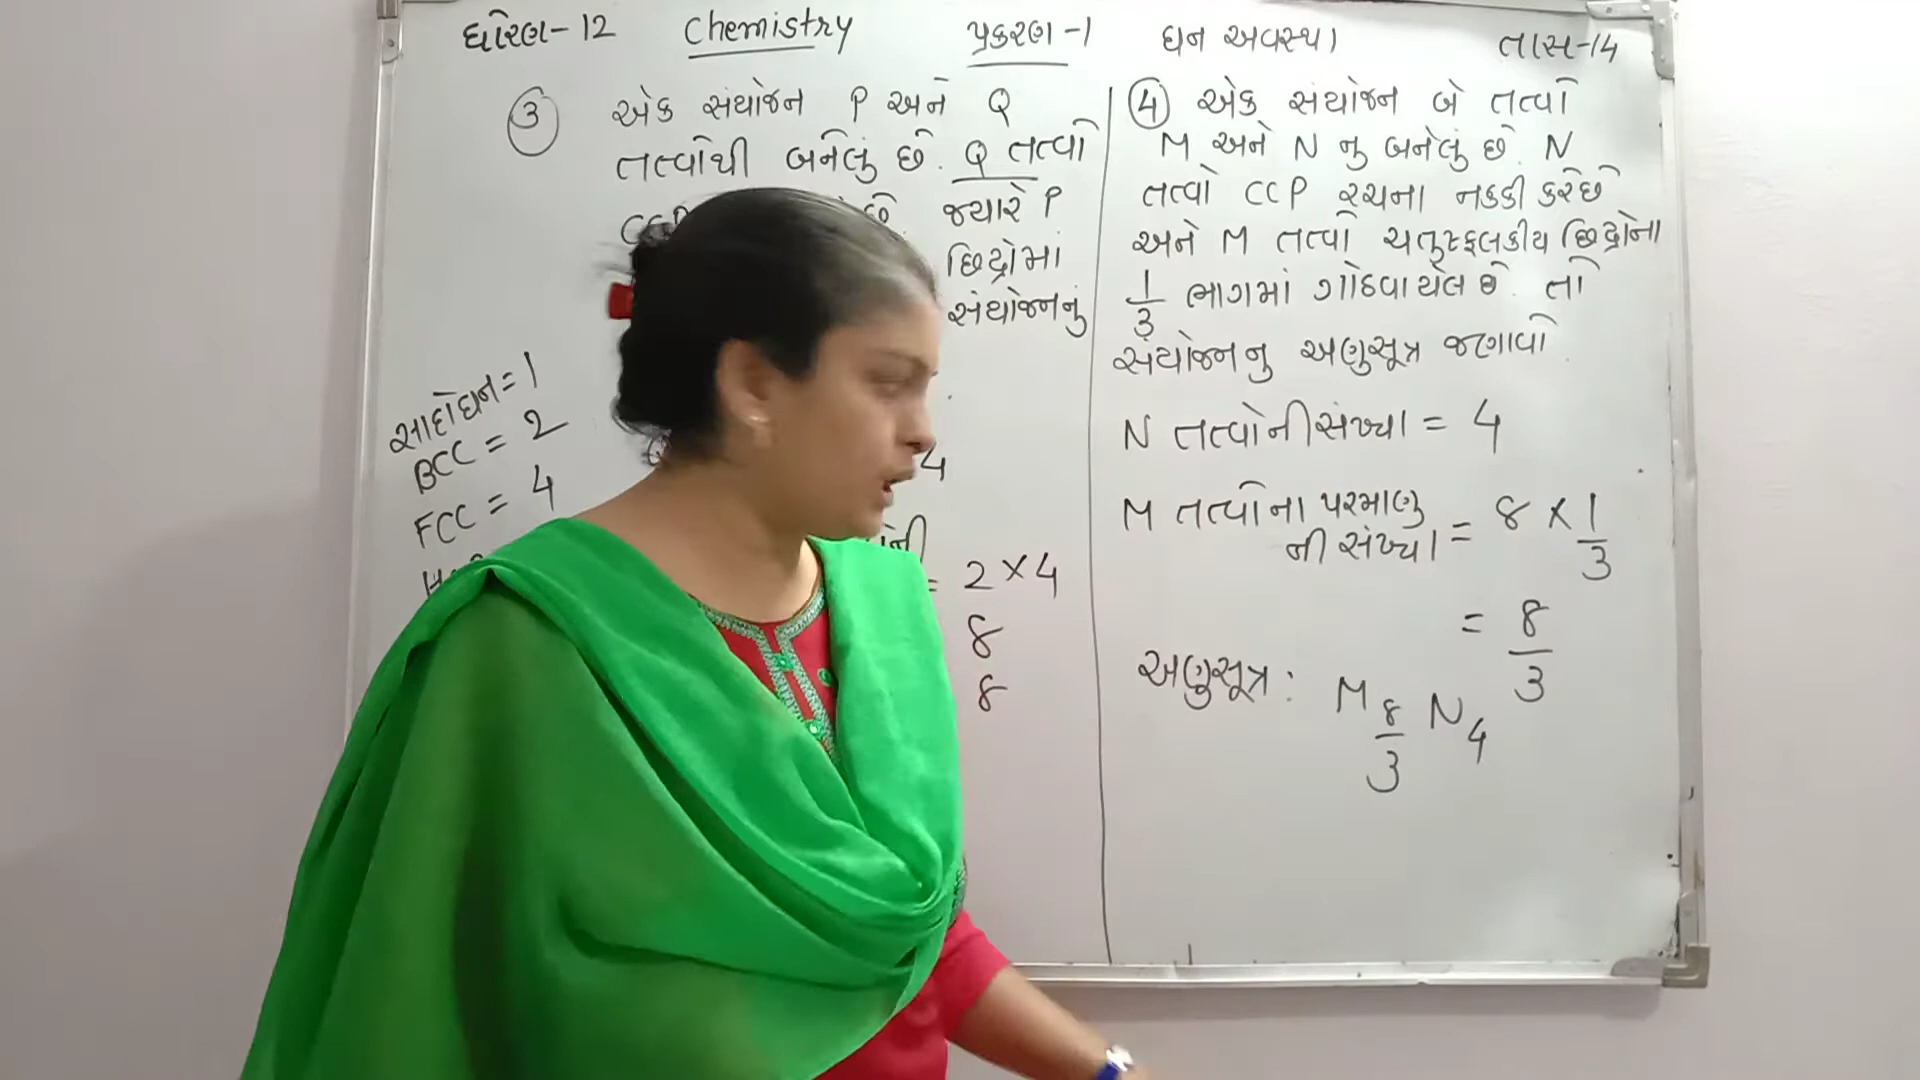 ધોરણ-12 Chemistry પ્રકરણ-1 ઘન અવસ્થા તાસ-14
③ એક સંયોજન P અને Q
તત્વોથી બનેલું છે. Q તત્વો
છે. જ્યારે P
છિદ્રોમાં
સંયોજનનું
સાદોઘન = 1
BCC = 2
FCC = 4
4
= 2 × 4
8
8
④ એક સંયોજન બે તત્વો
M અને N નુ બનેલું છે. N
તત્વો CCP રચના નક્કી કરેછે
અને M તત્વો ચતુષ્ફલકીય છિદ્રોના
1/3 ભાગમાં ગોઠવાયેલ છે. તો
સંયોજનનુ અણુસૂત્ર જણાવો.
N તત્વોની સંખ્યા = 4
M તત્વોના પરમાણુ
ની સંખ્યા = 8 × 1/3
= 8/3
અણુસૂત્ર : M 8/3 N 4